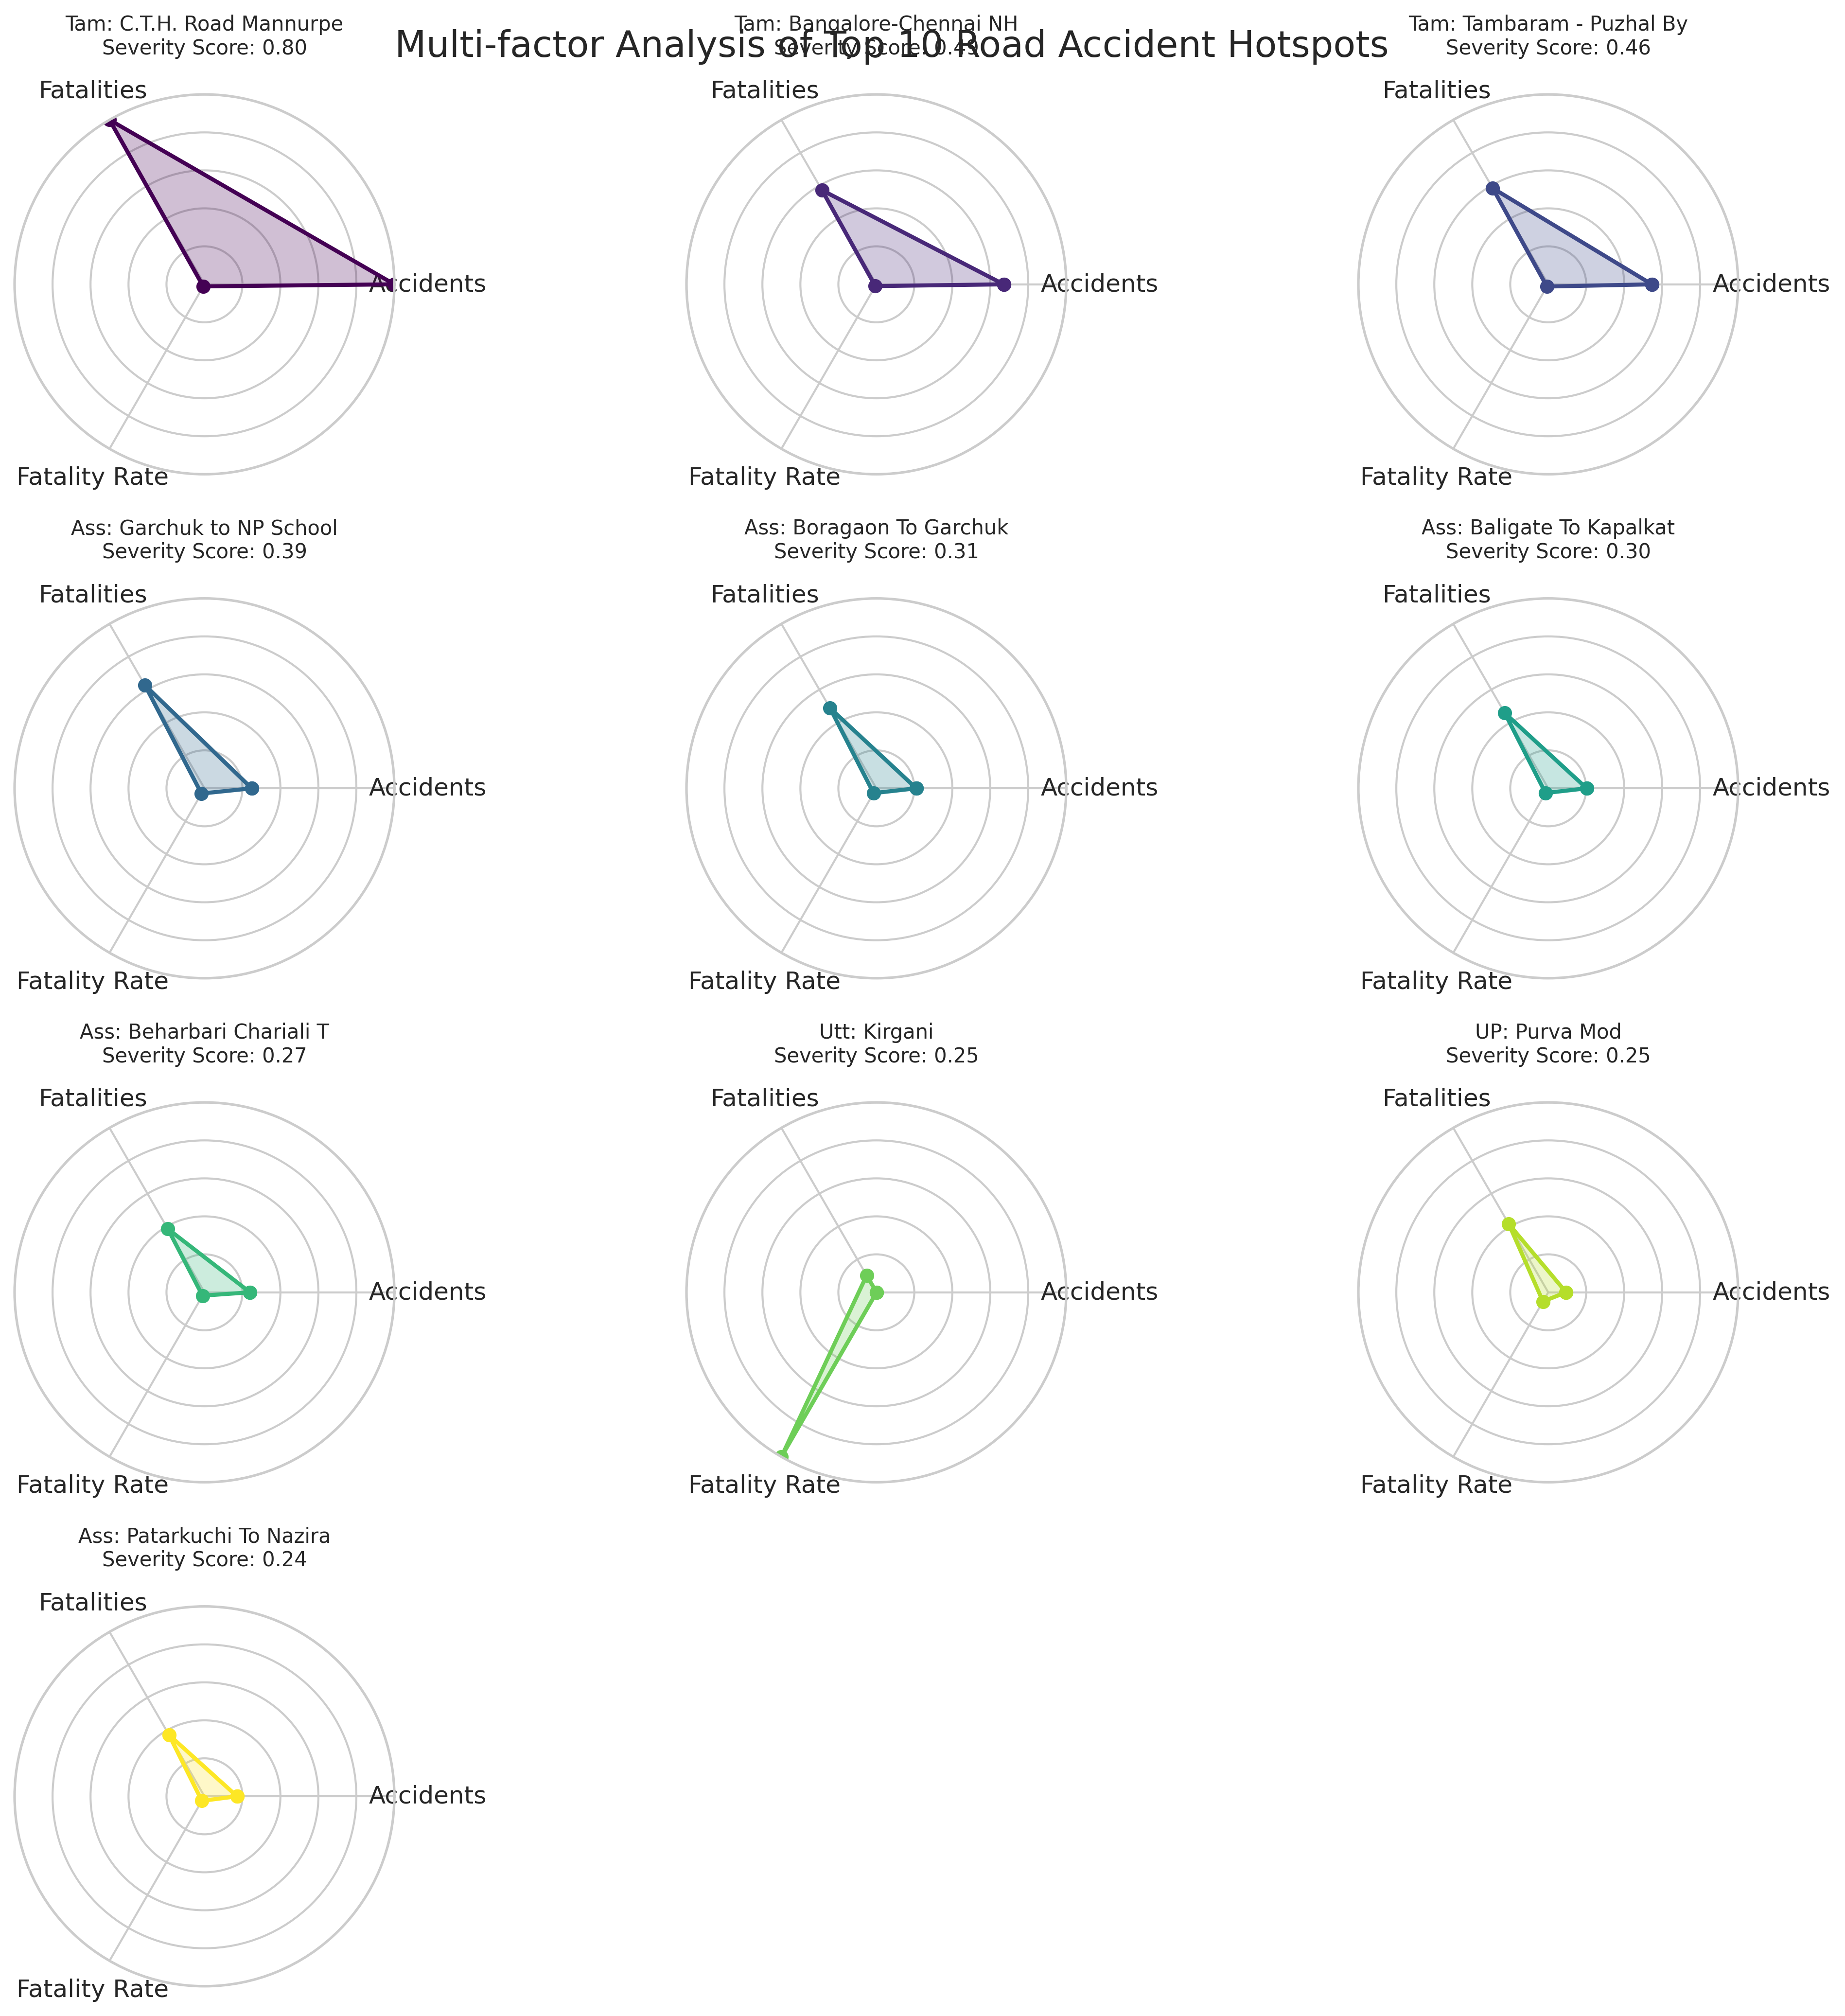 Multi-factor Analysis of Top 10 Road Accident Hotspots
Tam: C.T.H. Road Mannurpe
Severity Score: 0.80
Fatalities
Accidents
Fatality Rate
Tam: Bangalore-Chennai NH
Severity Score: 0.49
Fatalities
Accidents
Fatality Rate
Tam: Tambaram - Puzhal By
Severity Score: 0.46
Fatalities
Accidents
Fatality Rate
Ass: Garchuk to NP School
Severity Score: 0.39
Fatalities
Accidents
Fatality Rate
Ass: Boragaon To Garchuk
Severity Score: 0.31
Fatalities
Accidents
Fatality Rate
Ass: Baligate To Kapalkat
Severity Score: 0.30
Fatalities
Accidents
Fatality Rate
Ass: Beharbari Chariali T
Severity Score: 0.27
Fatalities
Accidents
Fatality Rate
Utt: Kirgani
Severity Score: 0.25
Fatalities
Accidents
Fatality Rate
UP: Purva Mod
Severity Score: 0.25
Fatalities
Accidents
Fatality Rate
Ass: Patarkuchi To Nazira
Severity Score: 0.24
Fatalities
Accidents
Fatality Rate